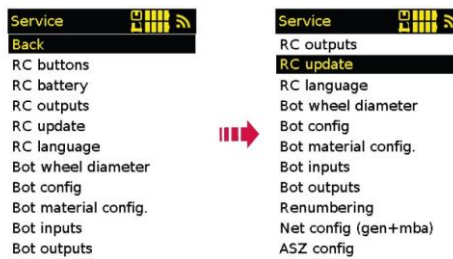 Service
Back
RC buttons
RC battery
RC outputs
RC update
RC language
Bot wheel diameter
Bot config
Bot material config.
Bot inputs
Bot outputs
Service
RC outputs
RC update
RC language
Bot wheel diameter
Bot config
Bot material config.
Bot inputs
Bot outputs
Renumbering
Net config (gen+mba)
ASZ config